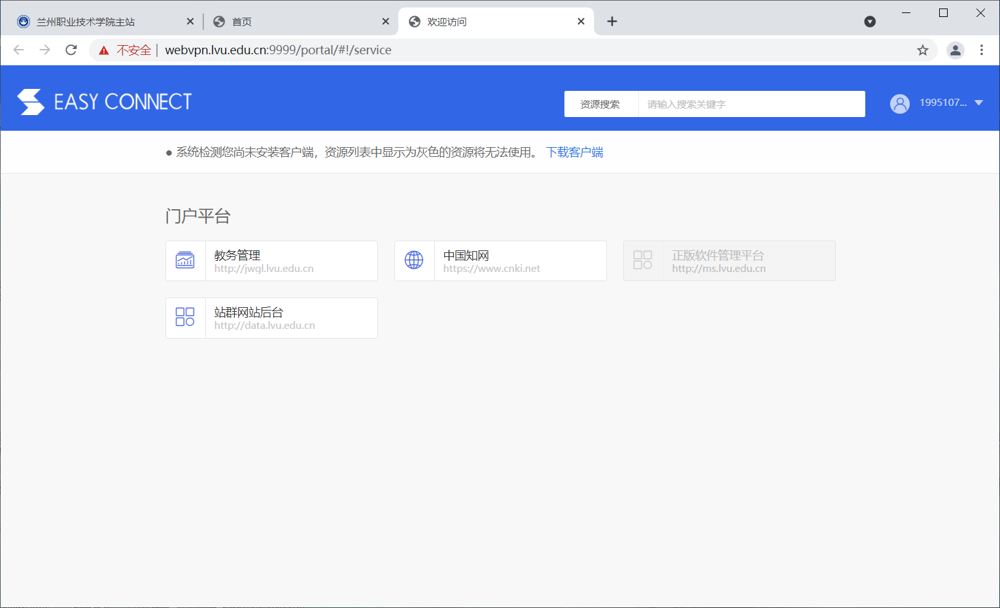 兰州职业技术学院主站
首页
欢迎访问
不安全 | webvpn.lvu.edu.cn:9999/portal/#!/service
EASY CONNECT
资源搜索
请输入搜索关键字
1995107...
● 系统检测您尚未安装客户端，资源列表中显示为灰色的资源将无法使用。 下载客户端
门户平台
教务管理
http://jwgl.lvu.edu.cn
中国知网
https://www.cnki.net
正版软件管理平台
http://ms.lvu.edu.cn
站群网站后台
http://data.lvu.edu.cn